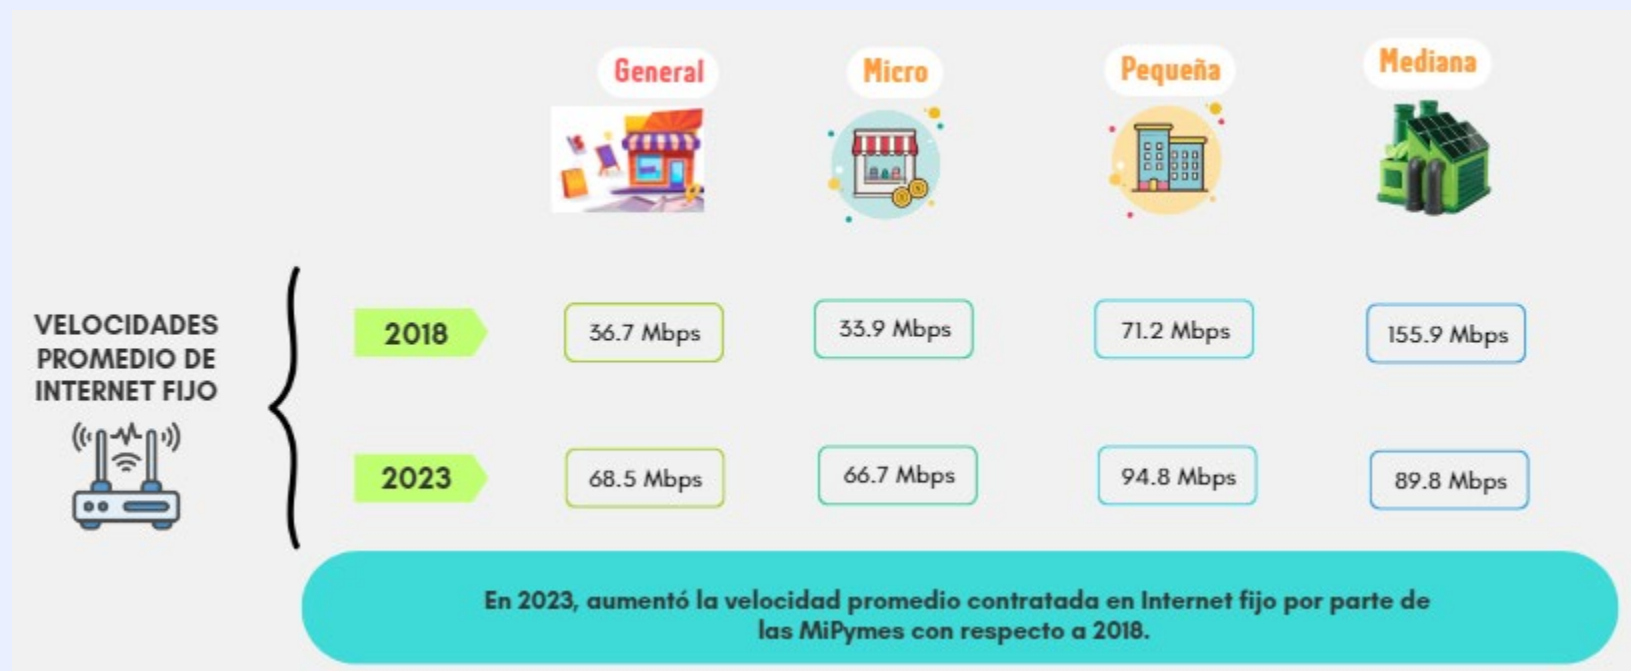 General
Micro
Pequeña
Mediana
VELOCIDADES
PROMEDIO DE
INTERNET FIJO
2018
36.7 Mbps
33.9 Mbps
71.2 Mbps
155.9 Mbps
2023
68.5 Mbps
66.7 Mbps
94.8 Mbps
89.8 Mbps
En 2023, aumentó la velocidad promedio contratada en Internet fijo por parte de
las MiPymes con respecto a 2018.